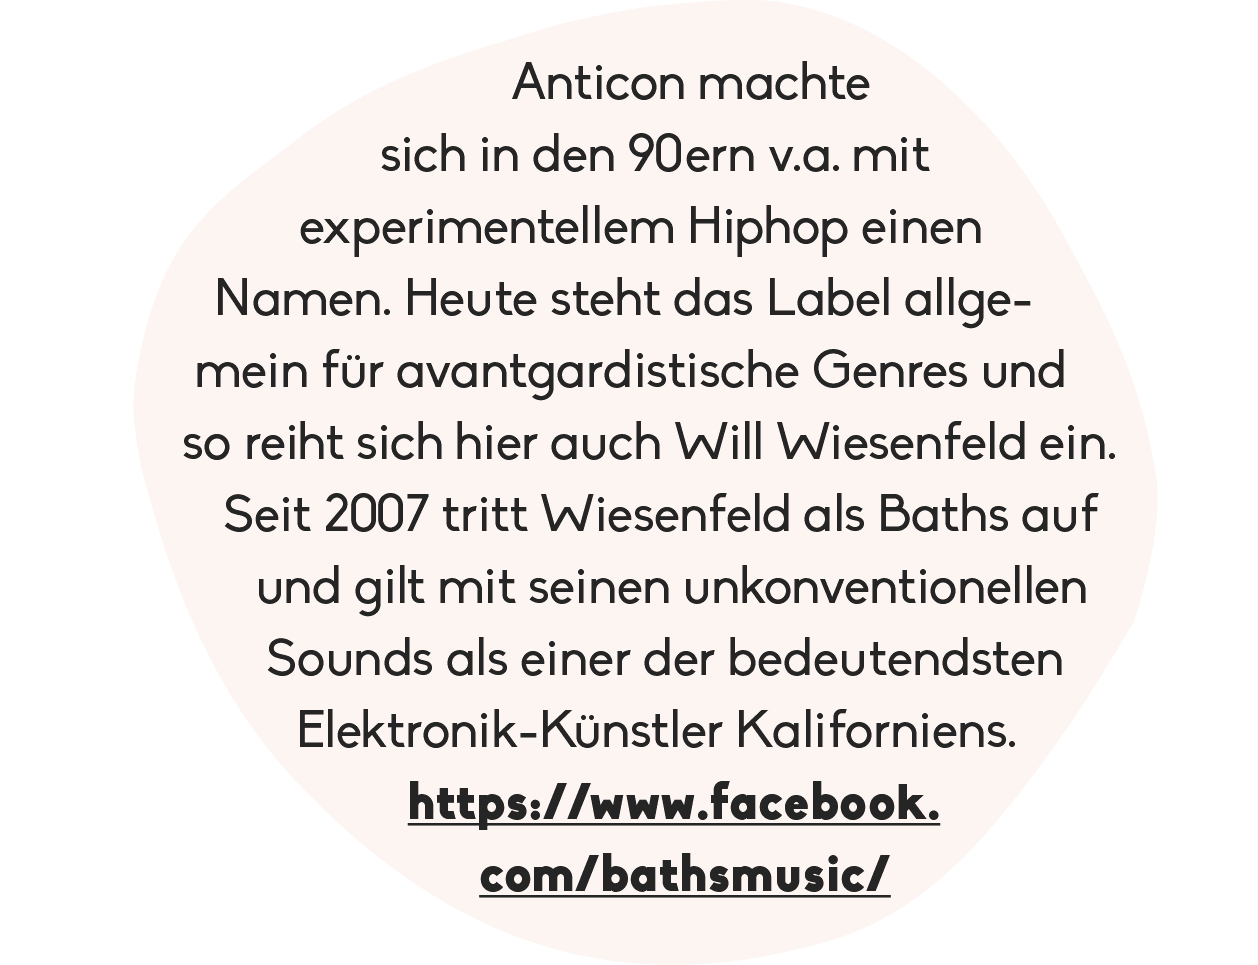 Anticon machte
sich in den 90ern v.a. mit
experimentellem Hiphop einen
Namen. Heute steht das Label allge-
mein für avantgardistische Genres und
so reiht sich hier auch Will Wiesenfeld ein.
Seit 2007 tritt Wiesenfeld als Baths auf
und gilt mit seinen unkonventionellen
Sounds als einer der bedeutendsten
Elektronik-Künstler Kaliforniens.
https://www.facebook.
com/bathsmusic/